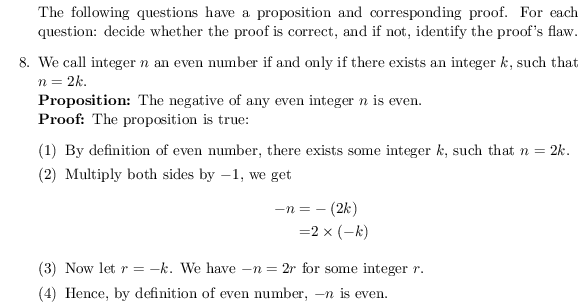 The following questions have a proposition and corresponding proof. For each
question: decide whether the proof is correct, and if not, identify the proof's flaw.
8. We call integer n an even number if and only if there exists an integer k, such that
n = 2k.
Proposition: The negative of any even integer n is even.
Proof: The proposition is true:
(1) By definition of even number, there exists some integer k, such that n = 2k.
(2) Multiply both sides by −1, we get
−n = − (2k)
=2 × (−k)
(3) Now let r = −k. We have −n = 2r for some integer r.
(4) Hence, by definition of even number, −n is even.